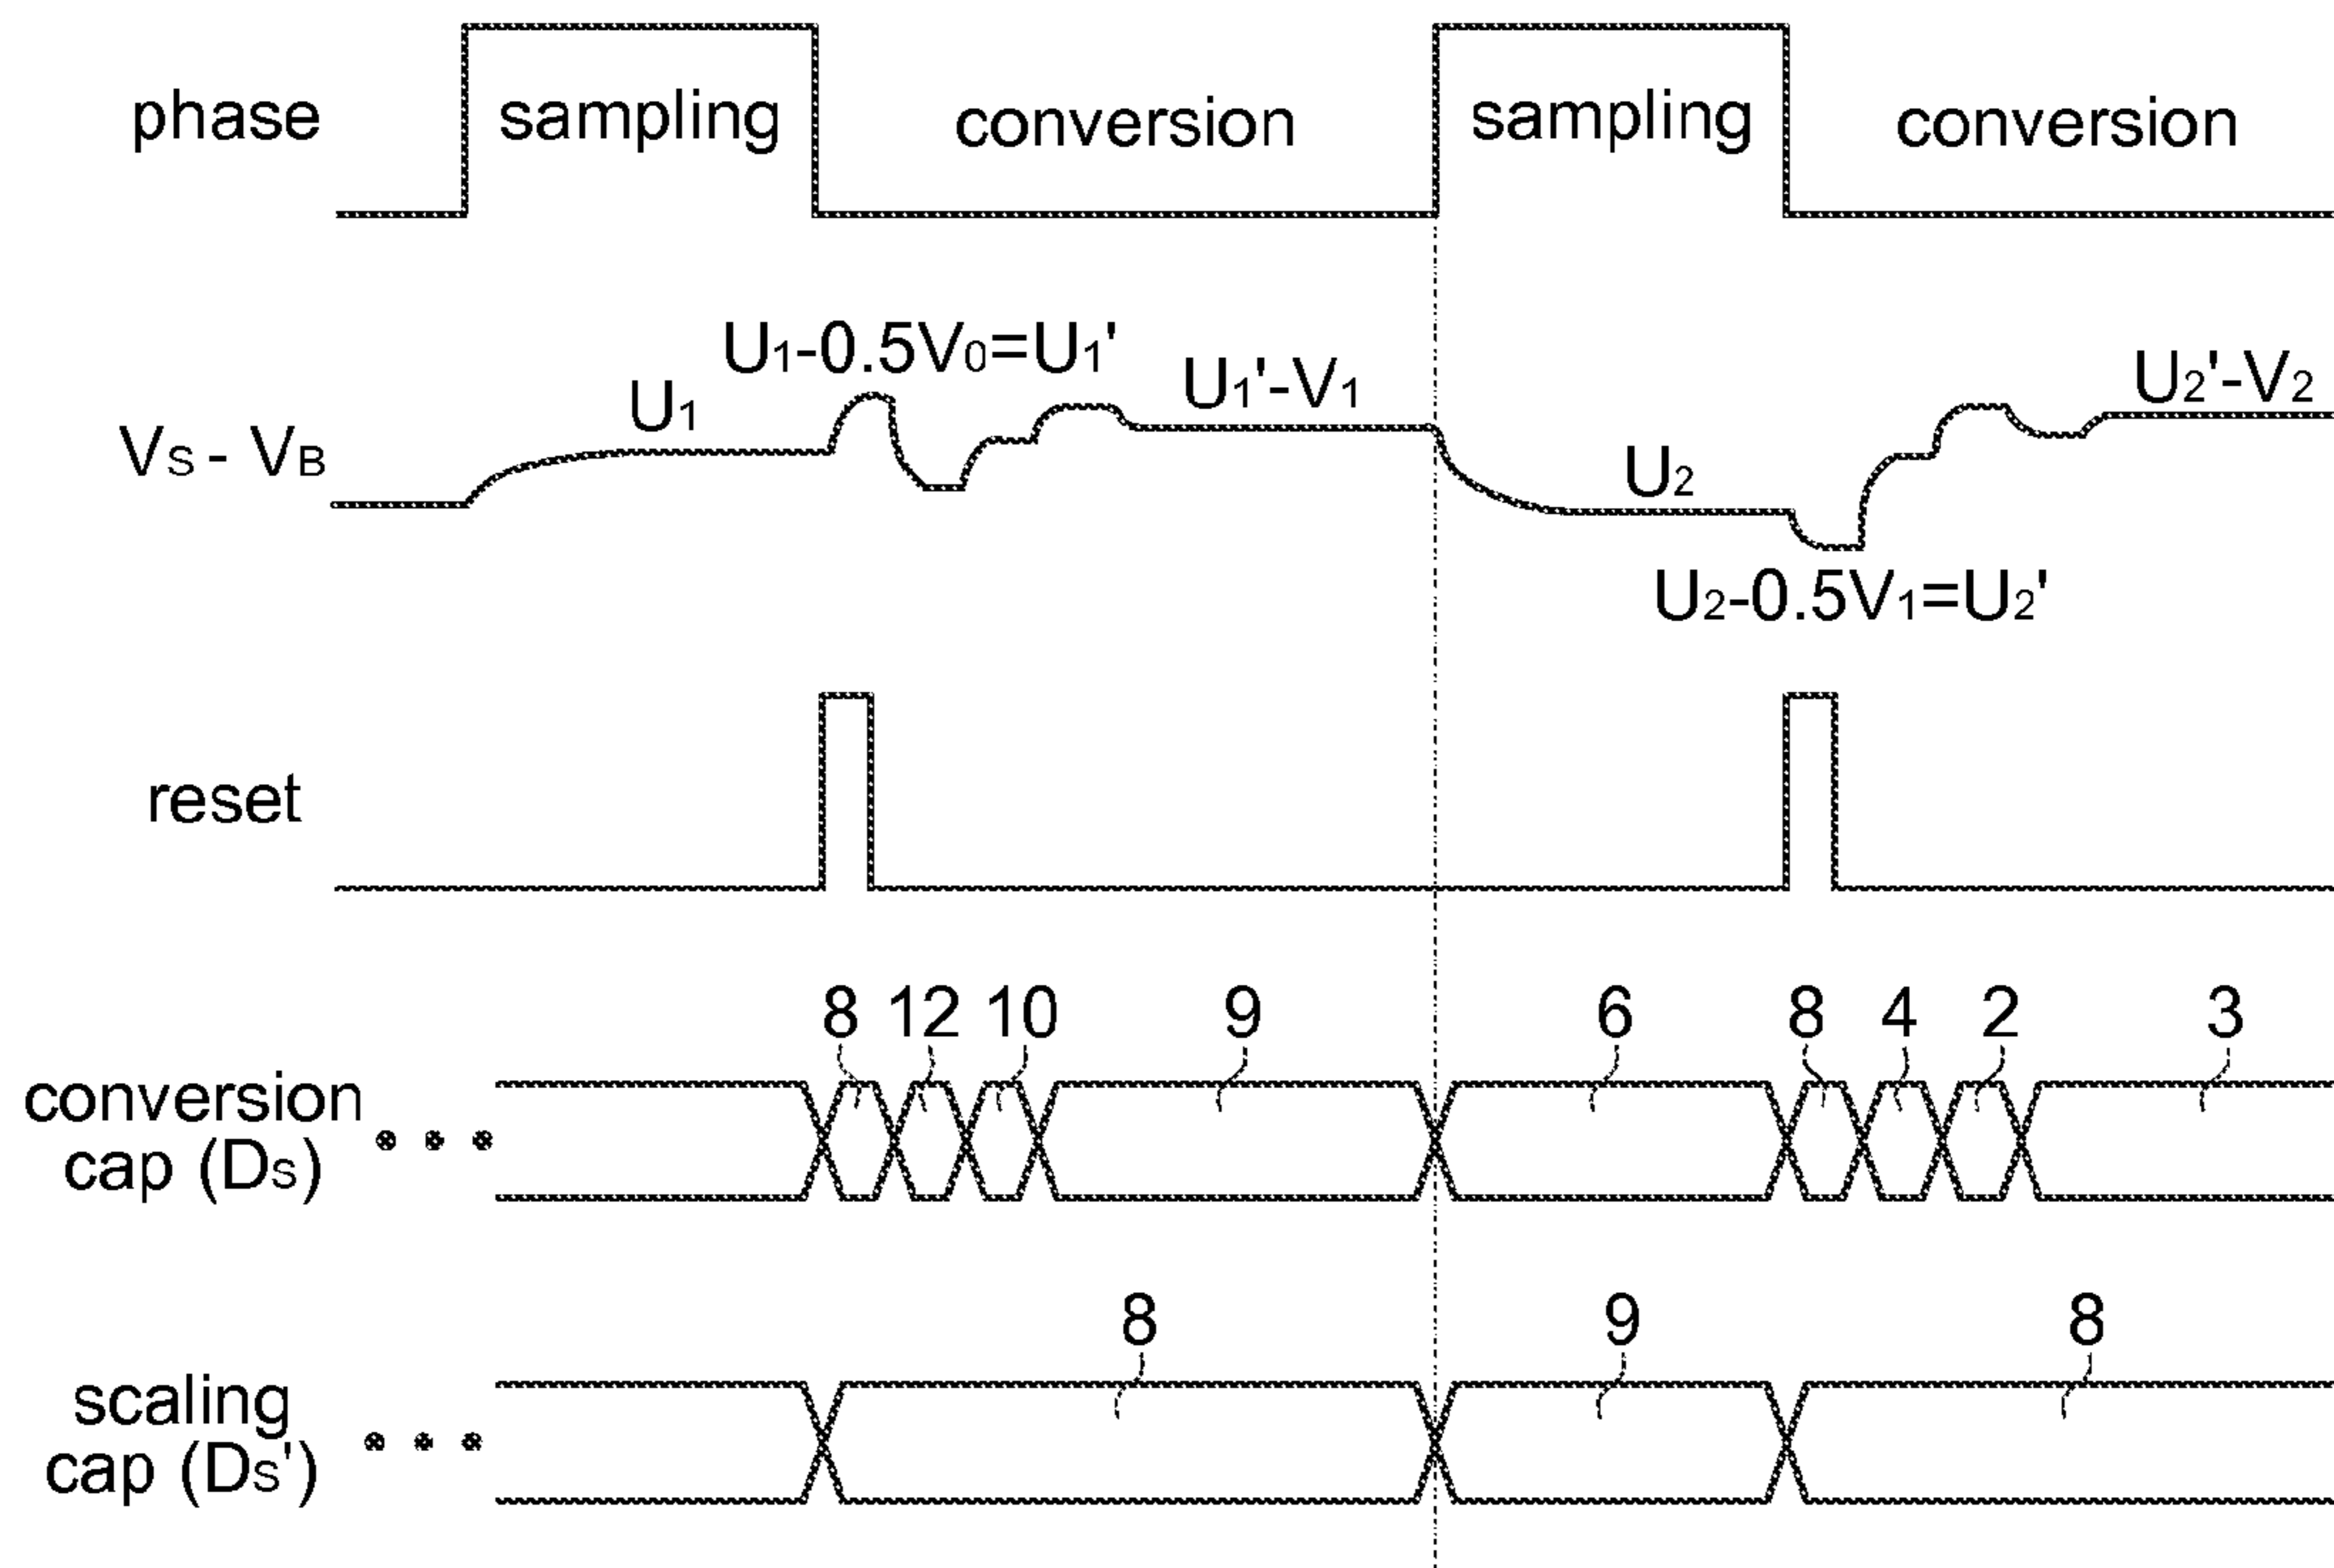 phase
sampling
conversion
sampling
conversion
VS - VB
U1
U1-0.5V0=U1'
U1'-V1
U2
U2-0.5V1=U2'
U2'-V2
reset
conversion
cap (DS)
8 12 10 9 6 8 4 2 3
scaling
cap (DS')
8 9 8